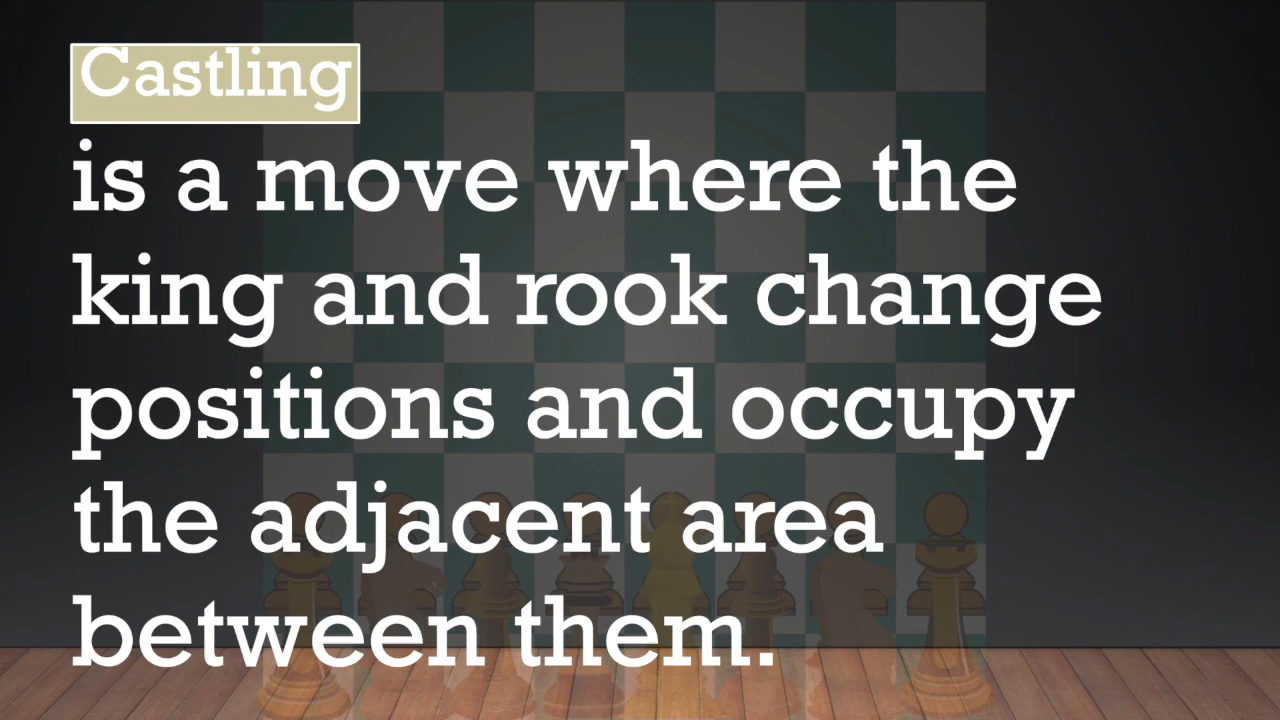 Castling
is a move where the
king and rook change
positions and occupy
the adjacent area
between them.